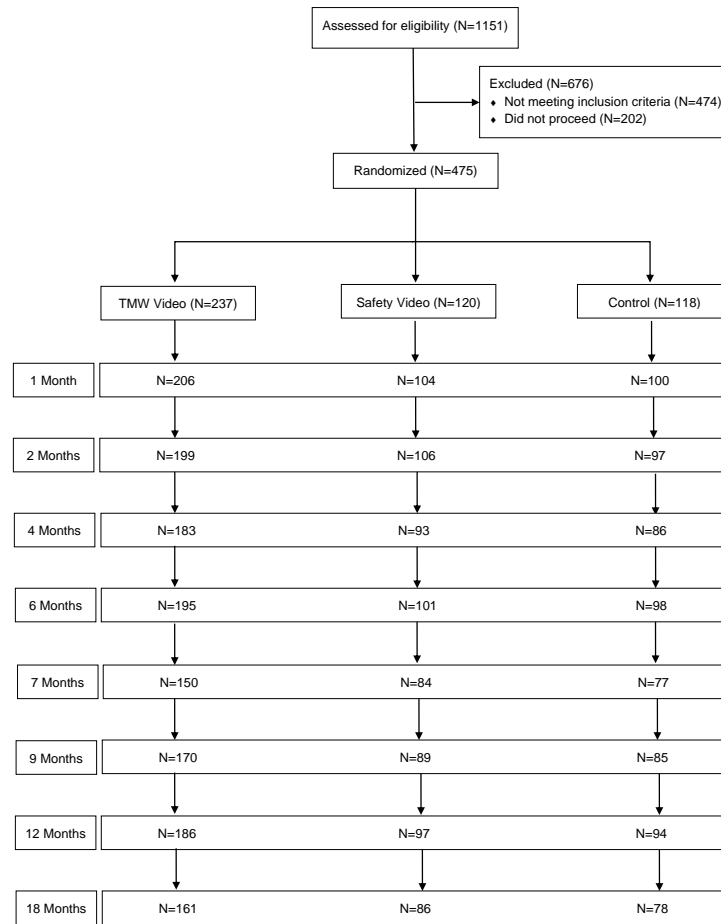 Assessed for eligibility (N=1151)
Excluded (N=676)
♦ Not meeting inclusion criteria (N=474)
♦ Did not proceed (N=202)
Randomized (N=475)
TMW Video (N=237) Safety Video (N=120) Control (N=118)
1 Month N=206 N=104 N=100
2 Months N=199 N=106 N=97
4 Months N=183 N=93 N=86
6 Months N=195 N=101 N=98
7 Months N=150 N=84 N=77
9 Months N=170 N=89 N=85
12 Months N=186 N=97 N=94
18 Months N=161 N=86 N=78